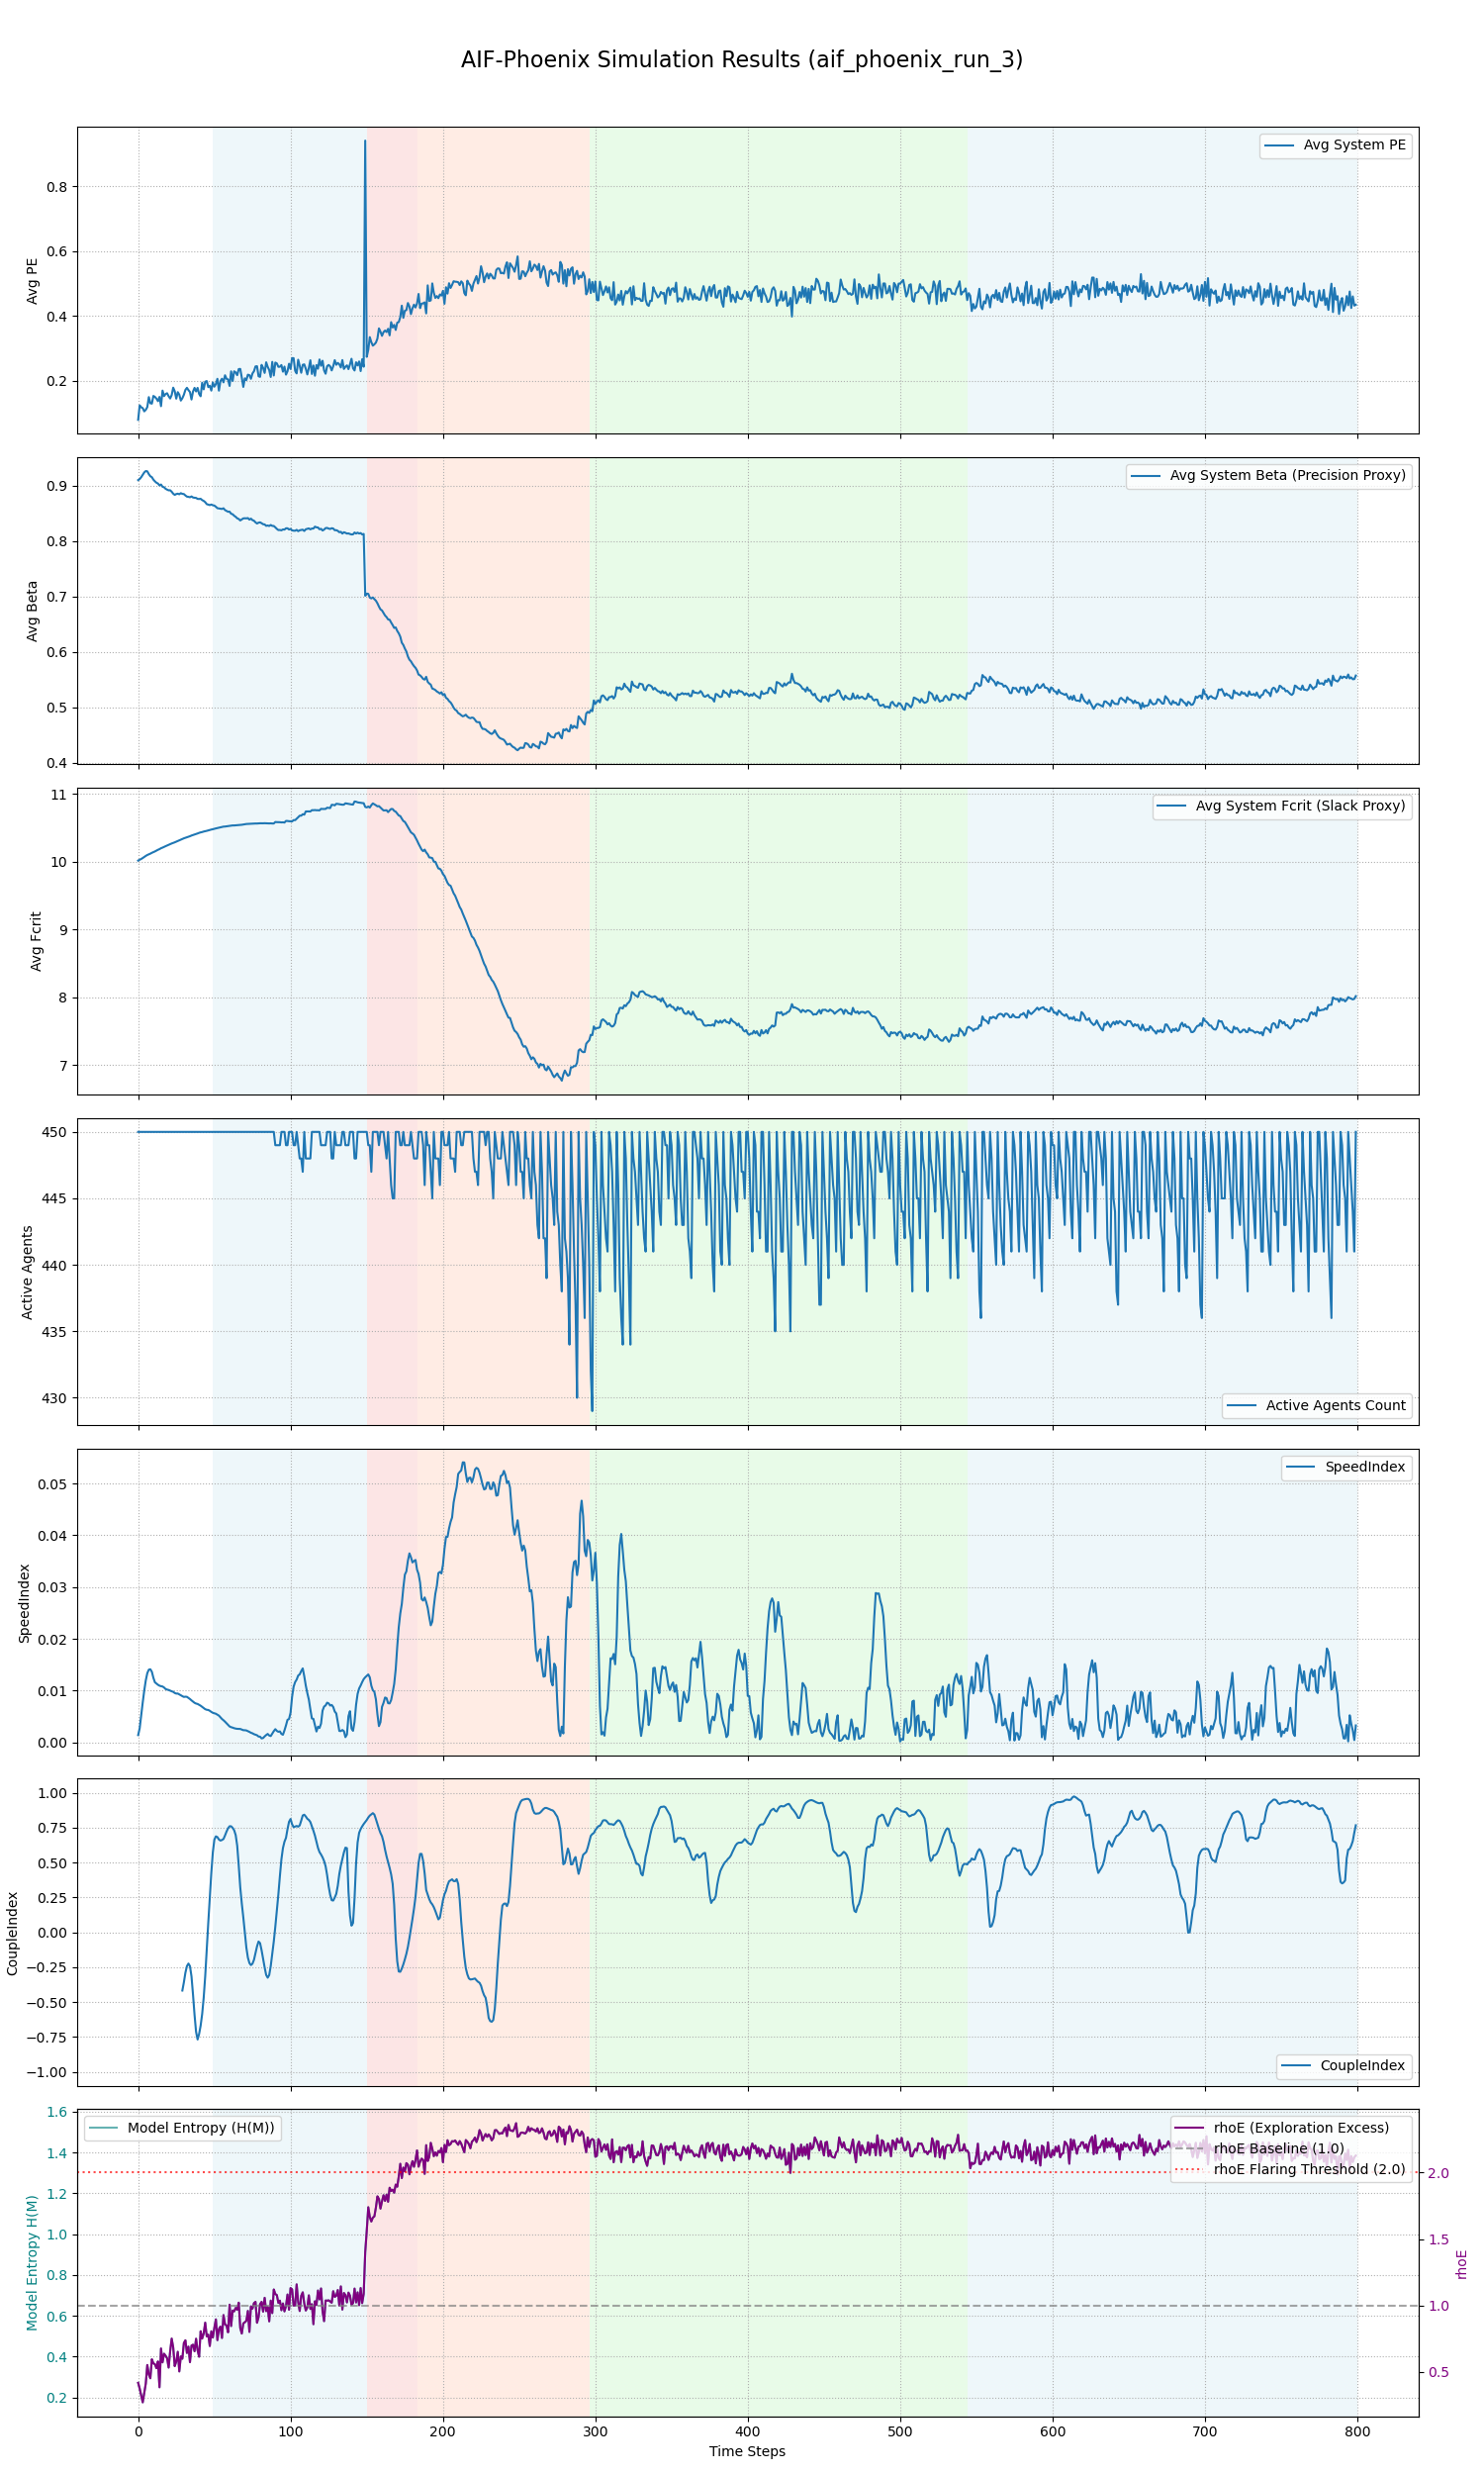 AIF-Phoenix Simulation Results (aif_phoenix_run_3)
Avg System PE
Avg PE
0.8
0.6
0.4
0.2
Avg System Beta (Precision Proxy)
Avg Beta
0.9
0.8
0.7
0.6
0.5
0.4
Avg System Fcrit (Slack Proxy)
Avg Fcrit
11
10
9
8
7
Active Agents
450
445
440
435
430
Active Agents Count
SpeedIndex
SpeedIndex
0.05
0.04
0.03
0.02
0.01
0.00
CoupleIndex
1.00
0.75
0.50
0.25
0.00
−0.25
−0.50
−0.75
−1.00
CoupleIndex
Model Entropy (H(M))
rhoE (Exploration Excess)
rhoE Baseline (1.0)
rhoE Flaring Threshold (2.0)
Model Entropy H(M)
1.6
1.4
1.2
1.0
0.8
0.6
0.4
0.2
2.0
1.5
1.0
0.5
rhoE
0 100 200 300 400 500 600 700 800
Time Steps